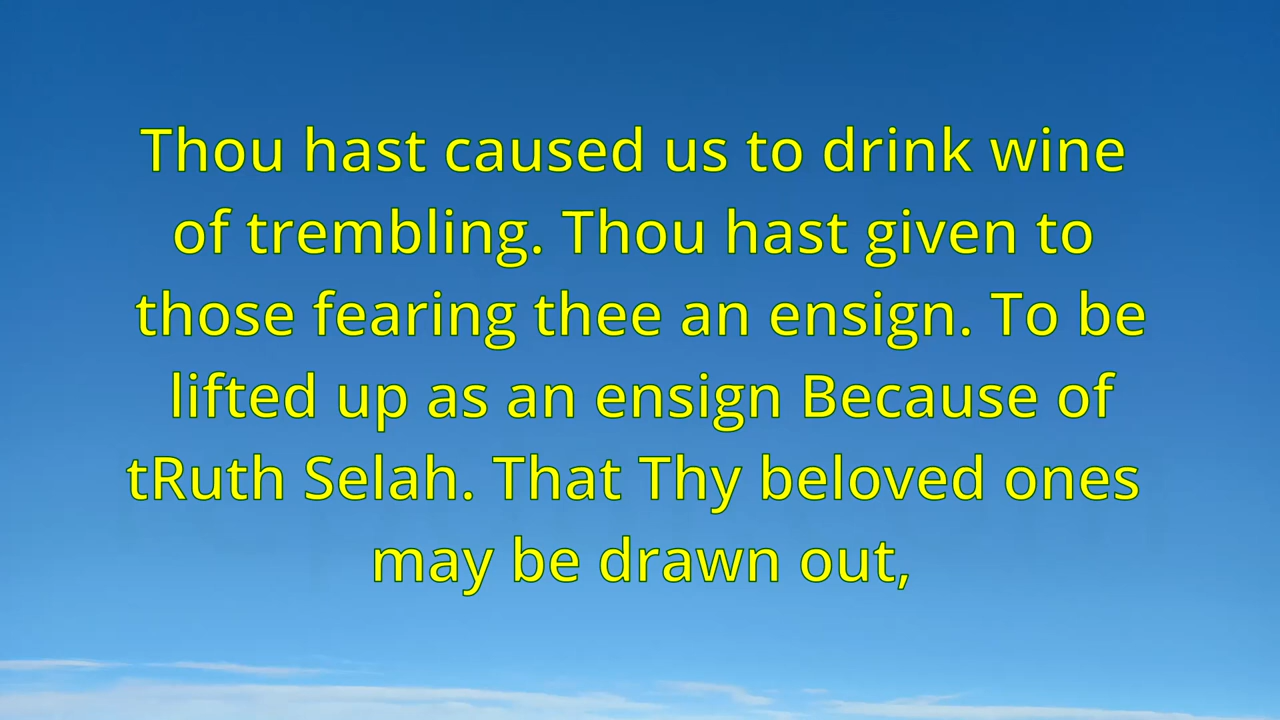 Thou hast caused us to drink wine
of trembling. Thou hast given to
those fearing thee an ensign. To be
lifted up as an ensign Because of
tRuth Selah. That Thy beloved ones
may be drawn out,